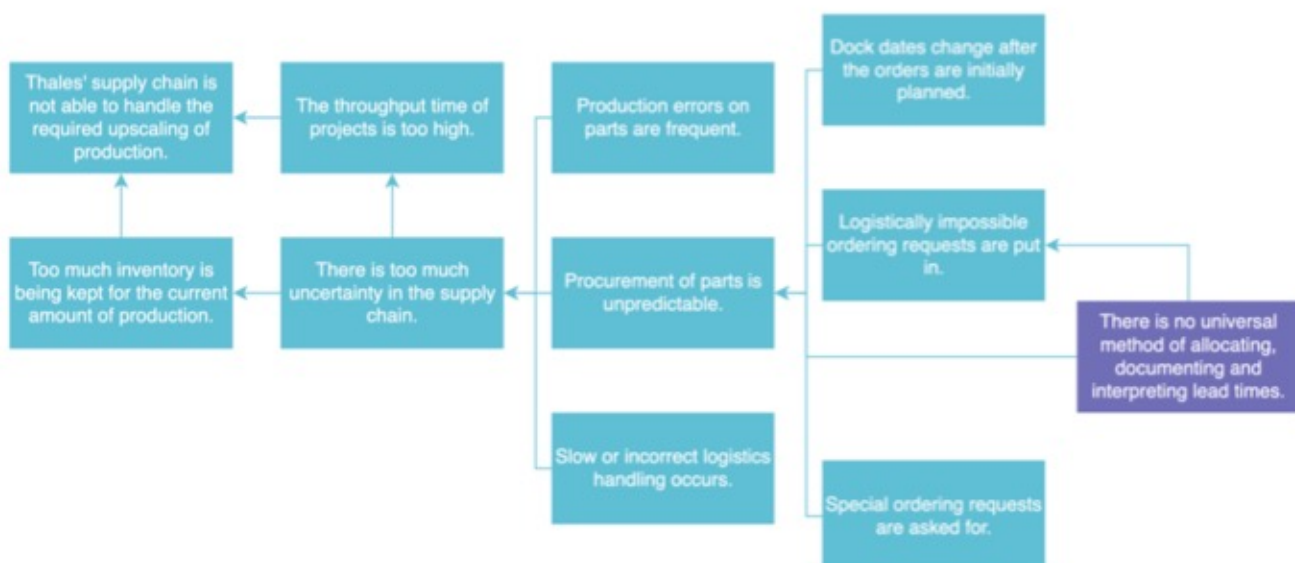 Thales' supply chain is
not able to handle the
required upscaling of
production.
The throughput time of
projects is too high.
Production errors on
parts are frequent.
Dock dates change after
the orders are initially
planned.
Too much inventory is
being kept for the current
amount of production.
There is too much
uncertainty in the supply
chain.
Procurement of parts is
unpredictable.
Logistically impossible
ordering requests are put
in.
There is no universal
method of allocating,
documenting and
interpreting lead times.
Slow or incorrect logistics
handling occurs.
Special ordering requests
are asked for.